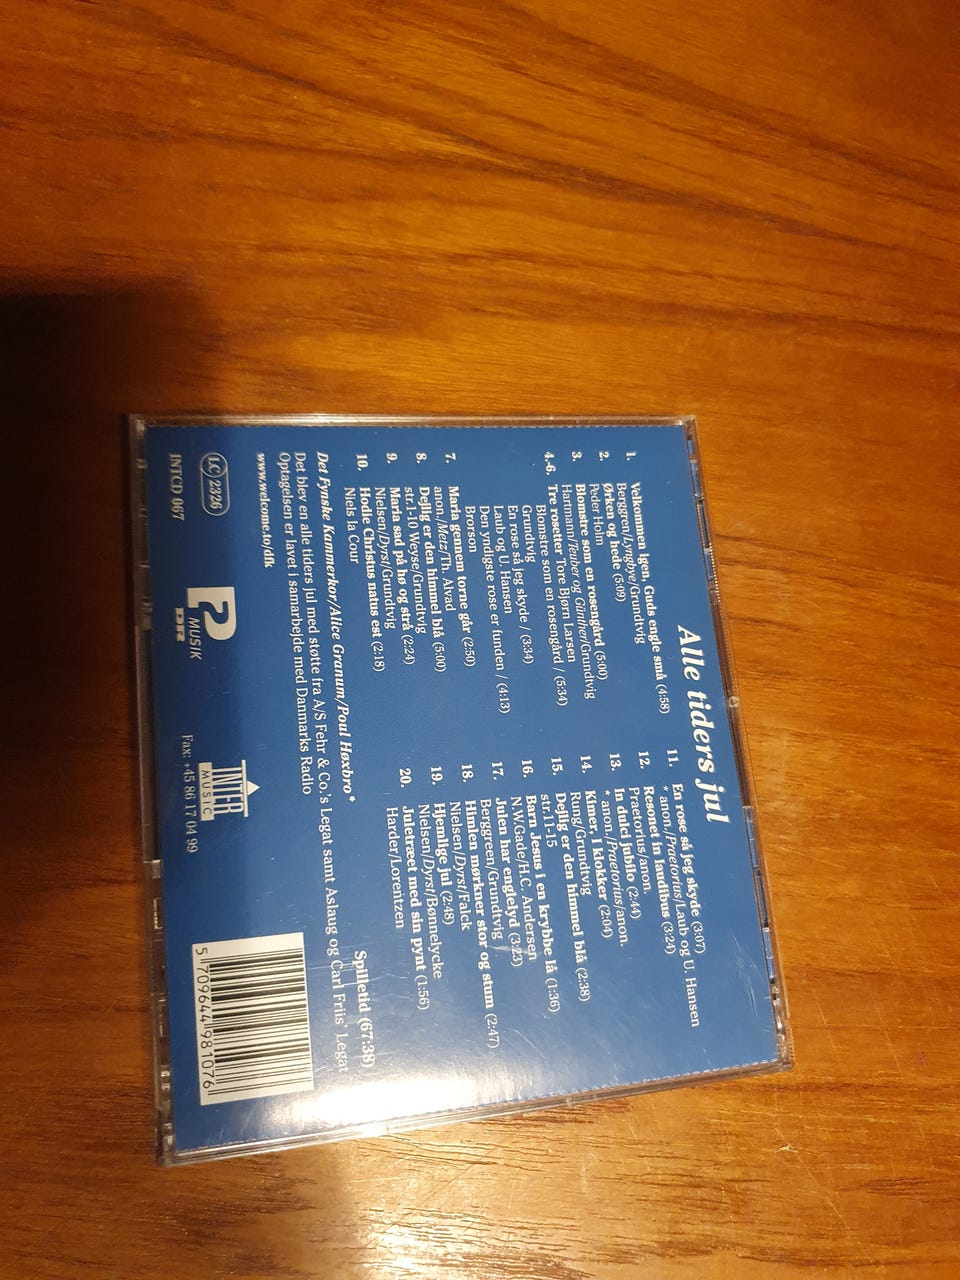 Alle tiders jul
1. Velkommen igen, Guds engle små (4:58)
Berggren/Lyngbye/Grundtvig
2. Ørken og hede (5:09)
Peder Holm
3. Blomstre som en rosengård (5:00)
Hartmann/Teuber og Günther/Grundtvig
4.-6. Tre rosetter Tore Bjørn Larsen
Blomstre som en rosengård / (5:34)
Grundtvig
En rose så jeg skyde / (3:34)
Laub og U. Hansen
Den yndigste rose er funden / (4:13)
Brorson
7. Maria gennem torne går (2:50)
anon./Metz/Th. Alvad
8. Dejlig er den himmel blå (5:00)
str.1-10 Weyse/Grundtvig
9. Maria sad på hø og strå (2:24)
Nielsen/Dyrst/Grundtvig
10. Hodie Christus natus est (2:18)
Niels la Cour
11. En rose så jeg skyde (3:07)
* anon./Praetorius/Laub og U. Hansen
12. Resonet in laudibus (3:24)
Praetorius/anon.
13. In dulci jubilo (2:44)
* anon./Praetorius/anon.
14. Kimer, I klokker (2:04)
Rung/Grundtvig
15. Dejlig er den himmel blå (2:38)
str.11-15
16. Barn Jesus i en krybbe lå (1:36)
N.W/Gade/H.C. Andersen
17. Julen har englelyd (3:23)
Berggreen/Grundtvig
18. Himlen mørkner stor og stum (2:47)
Nielsen/Dyrst/Falck
19. Hjemlige jul (2:48)
Nielsen/Dyrst/Bønnelycke
20. Juletræet med sin pynt (1:56)
Harder/Lorentzen
Spilletid (67:38)
Det Fynske Kammerkor/Alice Granum/Poul Høxbro*
Det blev en alle tiders jul med støtte fra A/S Fehr & Co.'s Legat samt Aslaug og Carl Friis' Legat
Optagelsen er lavet i samarbejde med Danmarks Radio
www.welcome.to/dfk
LC 2326
INTCD 067
P2
MUSIK
DR
INTER
MUSIC
Fax: +45 86 17 04 99
5 709644 981076